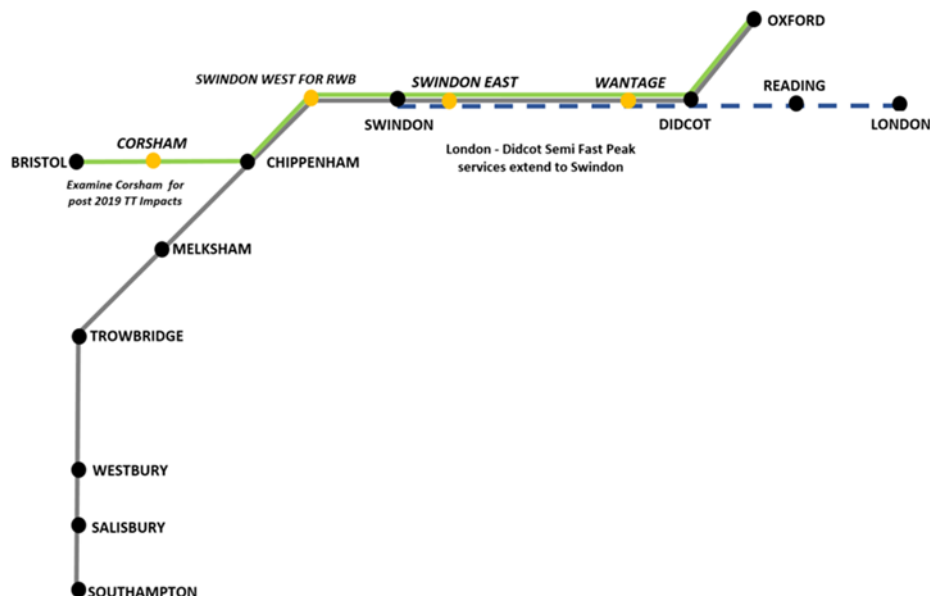 OXFORD
SWINDON WEST FOR RWB
SWINDON EAST
WANTAGE
READING
SWINDON
DIDCOT
LONDON
CORSHAM
BRISTOL
CHIPPENHAM
London - Didcot Semi Fast Peak
services extend to Swindon
Examine Corsham for
post 2019 TT Impacts
MELKSHAM
TROWBRIDGE
WESTBURY
SALISBURY
SOUTHAMPTON